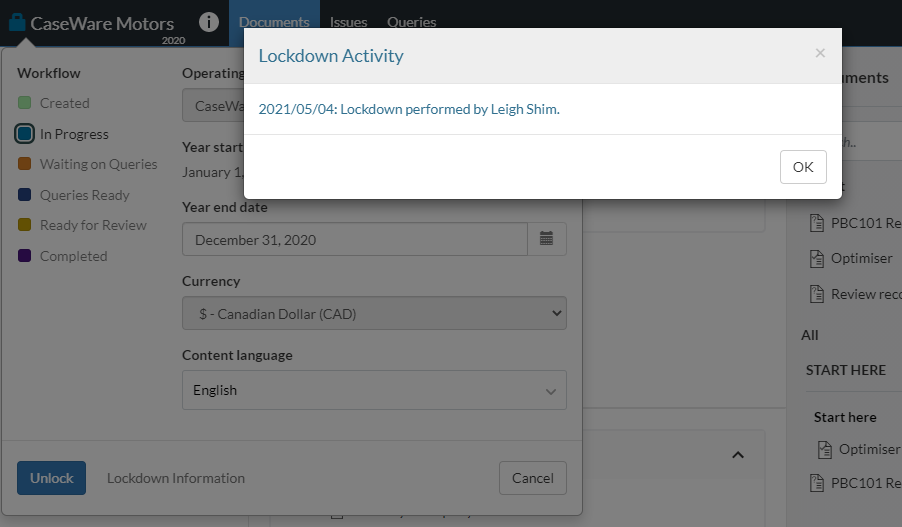 CaseWare Motors
2020
Documents
Issues
Queries
Lockdown Activity
×
2021/05/04: Lockdown performed by Leigh Shim.
OK
Workflow
Created
In Progress
Waiting on Queries
Queries Ready
Ready for Review
Completed
Operating
CaseWa
Year start
January 1,
Year end date
December 31, 2020
Currency
$ - Canadian Dollar (CAD)
Content language
English
Unlock
Lockdown Information
Cancel
uments
PBC101 Re
Optimiser
Review reco
All
START HERE
Start here
Optimiser
PBC101 Re